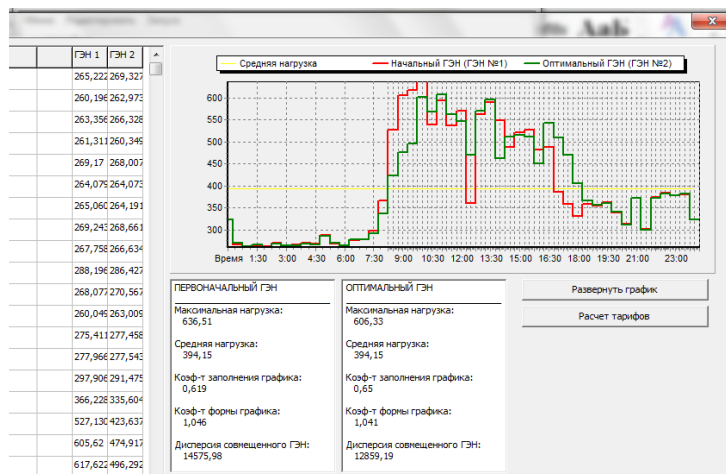 Меню Редактировать Запуск
АаБ
ГЭН 1 ГЭН 2
265,222 269,327
260,196 262,973
263,356 266,328
261,311 260,349
269,17 268,007
264,079 264,073
265,060 264,191
269,243 268,661
267,758 266,634
288,196 286,427
268,077 270,567
260,049 263,009
275,411 277,458
277,966 277,543
297,906 291,475
366,228 335,604
527,130 423,637
605,62 474,917
617,622 496,292
Средняя нагрузка Начальный ГЭН (ГЭН №1) Оптимальный ГЭН (ГЭН №2)
600
550
500
450
400
350
300
Время 1:30 3:00 4:30 6:00 7:30 9:00 10:30 12:00 13:30 15:00 16:30 18:00 19:30 21:00 23:00
ПЕРВОНАЧАЛЬНЫЙ ГЭН
Максимальная нагрузка:
636,51
Средняя нагрузка:
394,15
Коэф-т заполнения графика:
0,619
Коэф-т формы графика:
1,046
Дисперсия совмещенного ГЭН:
14575,98
ОПТИМАЛЬНЫЙ ГЭН
Максимальная нагрузка:
606,33
Средняя нагрузка:
394,15
Коэф-т заполнения графика:
0,65
Коэф-т формы графика:
1,041
Дисперсия совмещенного ГЭН:
12859,19
Развернуть график
Расчет тарифов